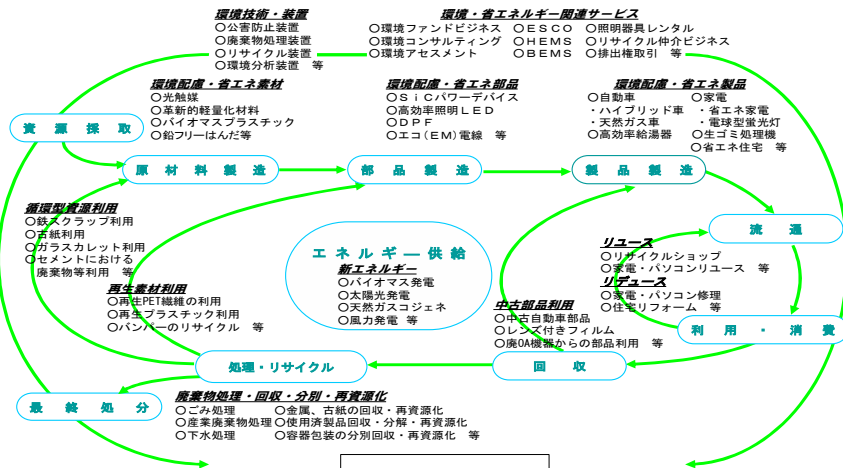 環境技術・装置
○公害防止装置
○廃棄物処理装置
○リサイクル装置
○環境分析装置　等
環境・省エネルギー関連サービス
○環境ファンドビジネス　○ESCO　○照明器具レンタル
○環境コンサルティング　○HEMS　○リサイクル仲介ビジネス
○環境アセスメント　○BEMS　○排出権取引　等
環境配慮・省エネ素材
○光触媒
○革新的軽量化材料
○バイオマスプラスチック
○鉛フリーはんだ等
環境配慮・省エネ部品
○SiCパワーデバイス
○高効率照明LED
○DPF
○エコ(EM)電線　等
環境配慮・省エネ製品
○自動車
・ハイブリッド車
・天然ガス車
○高効率給湯器
○家電
・省エネ家電
・電球型蛍光灯
○生ゴミ処理機
○省エネ住宅　等
資源採取
原材料製造
部品製造
製品製造
循環型資源利用
○鉄スクラップ利用
○古紙利用
○ガラスカレット利用
○セメントにおける
廃棄物等利用　等
流通
エネルギー供給
新エネルギー
○バイオマス発電
○太陽光発電
○天然ガスコジェネ
○風力発電　等
リユース
○リサイクルショップ
○家電・パソコンリユース　等
リデュース
○家電・パソコン修理
○住宅リフォーム　等
再生素材利用
○再生PET繊維の利用
○再生プラスチック利用
○バンパーのリサイクル　等
中古部品利用
○中古自動車部品
○レンズ付きフィルム
○廃OA機器からの部品利用　等
利用・消費
処理・リサイクル
回収
最終処分
廃棄物処理・回収・分別・再資源化
○ごみ処理　○金属、古紙の回収・再資源化
○産業廃棄物処理　○使用済製品回収・分解・再資源化
○下水処理　○容器包装の分別回収・再資源化　等